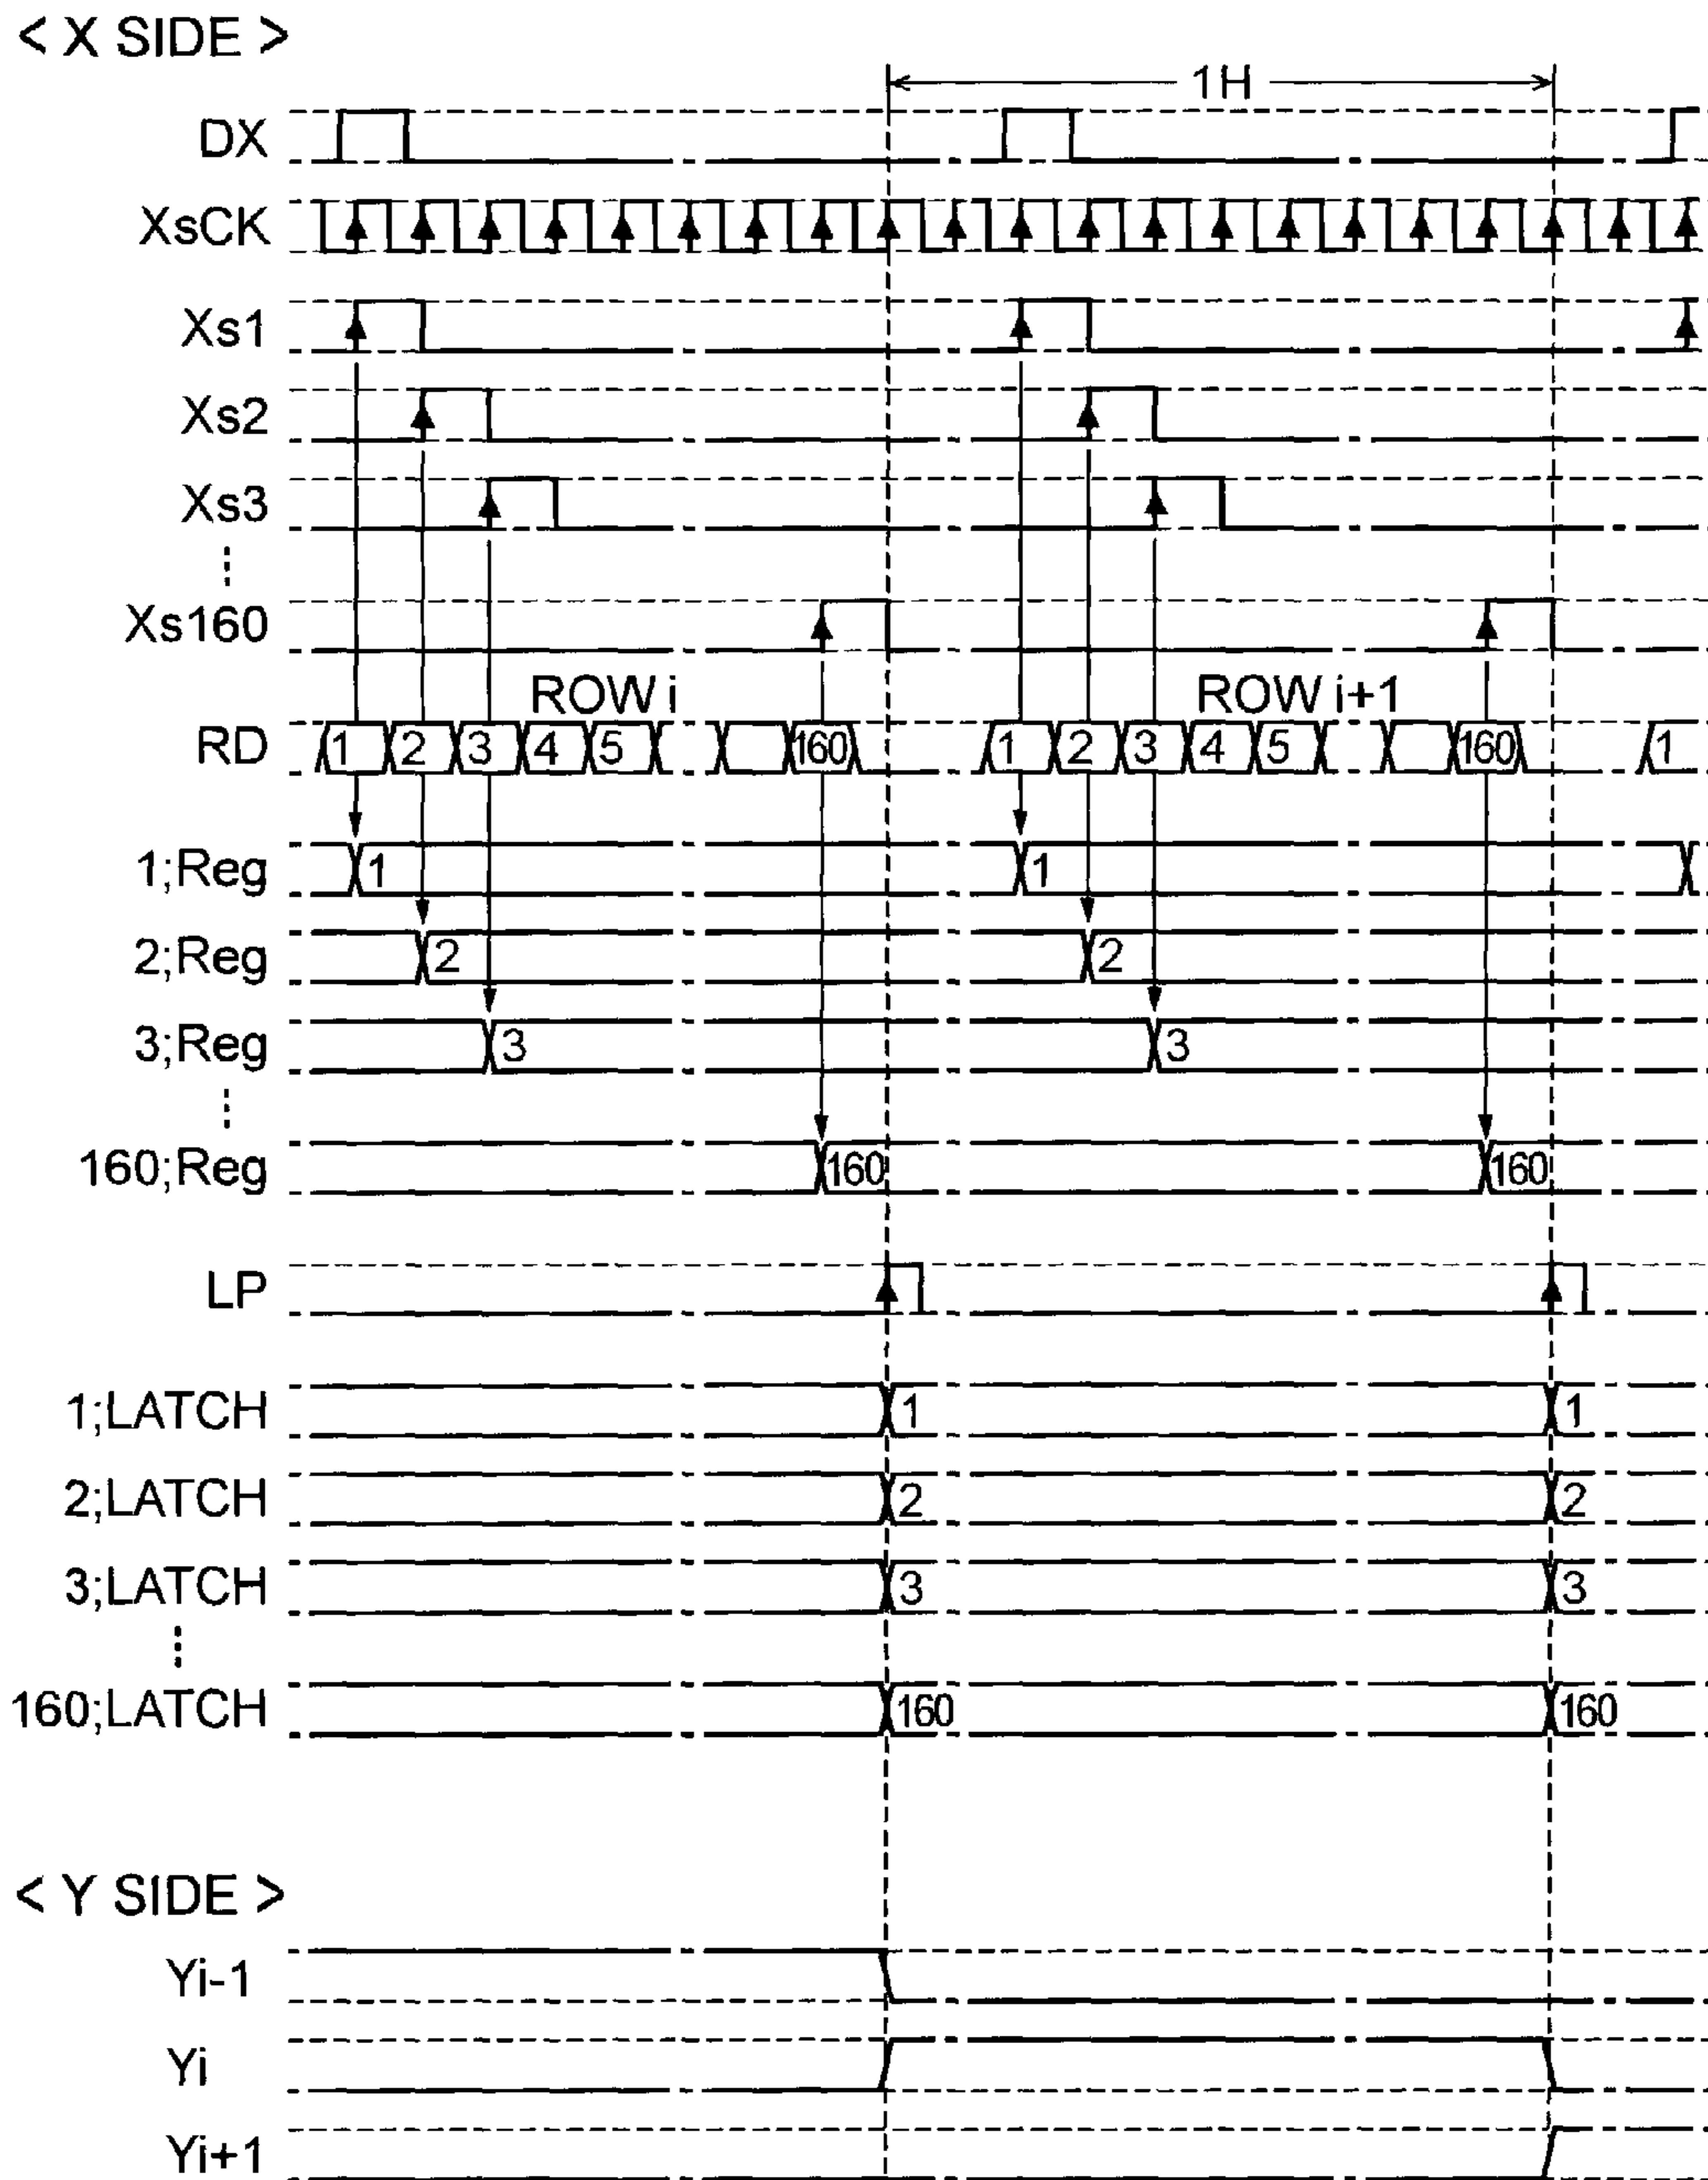 < X SIDE >
1H
DX
XsCK
Xs1
Xs2
Xs3
Xs160
ROW i ROW i+1
RD 1 2 3 4 5 160 1 2 3 4 5 160 1
1;Reg 1 1
2;Reg 2 2
3;Reg 3 3
160;Reg 160 160
LP
1;LATCH 1 1
2;LATCH 2 2
3;LATCH 3 3
160;LATCH 160 160
< Y SIDE >
Yi-1
Yi
Yi+1